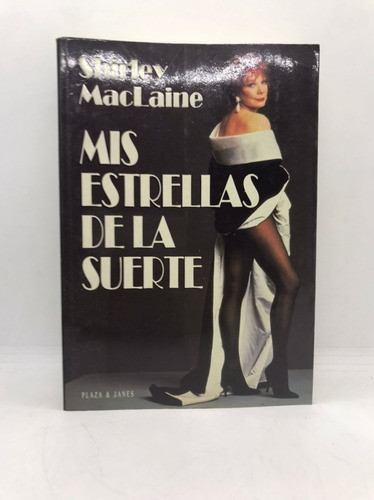 Shirley
MacLaine
MIS
ESTRELLAS
DE LA
SUERTE
PLAZA & JANES